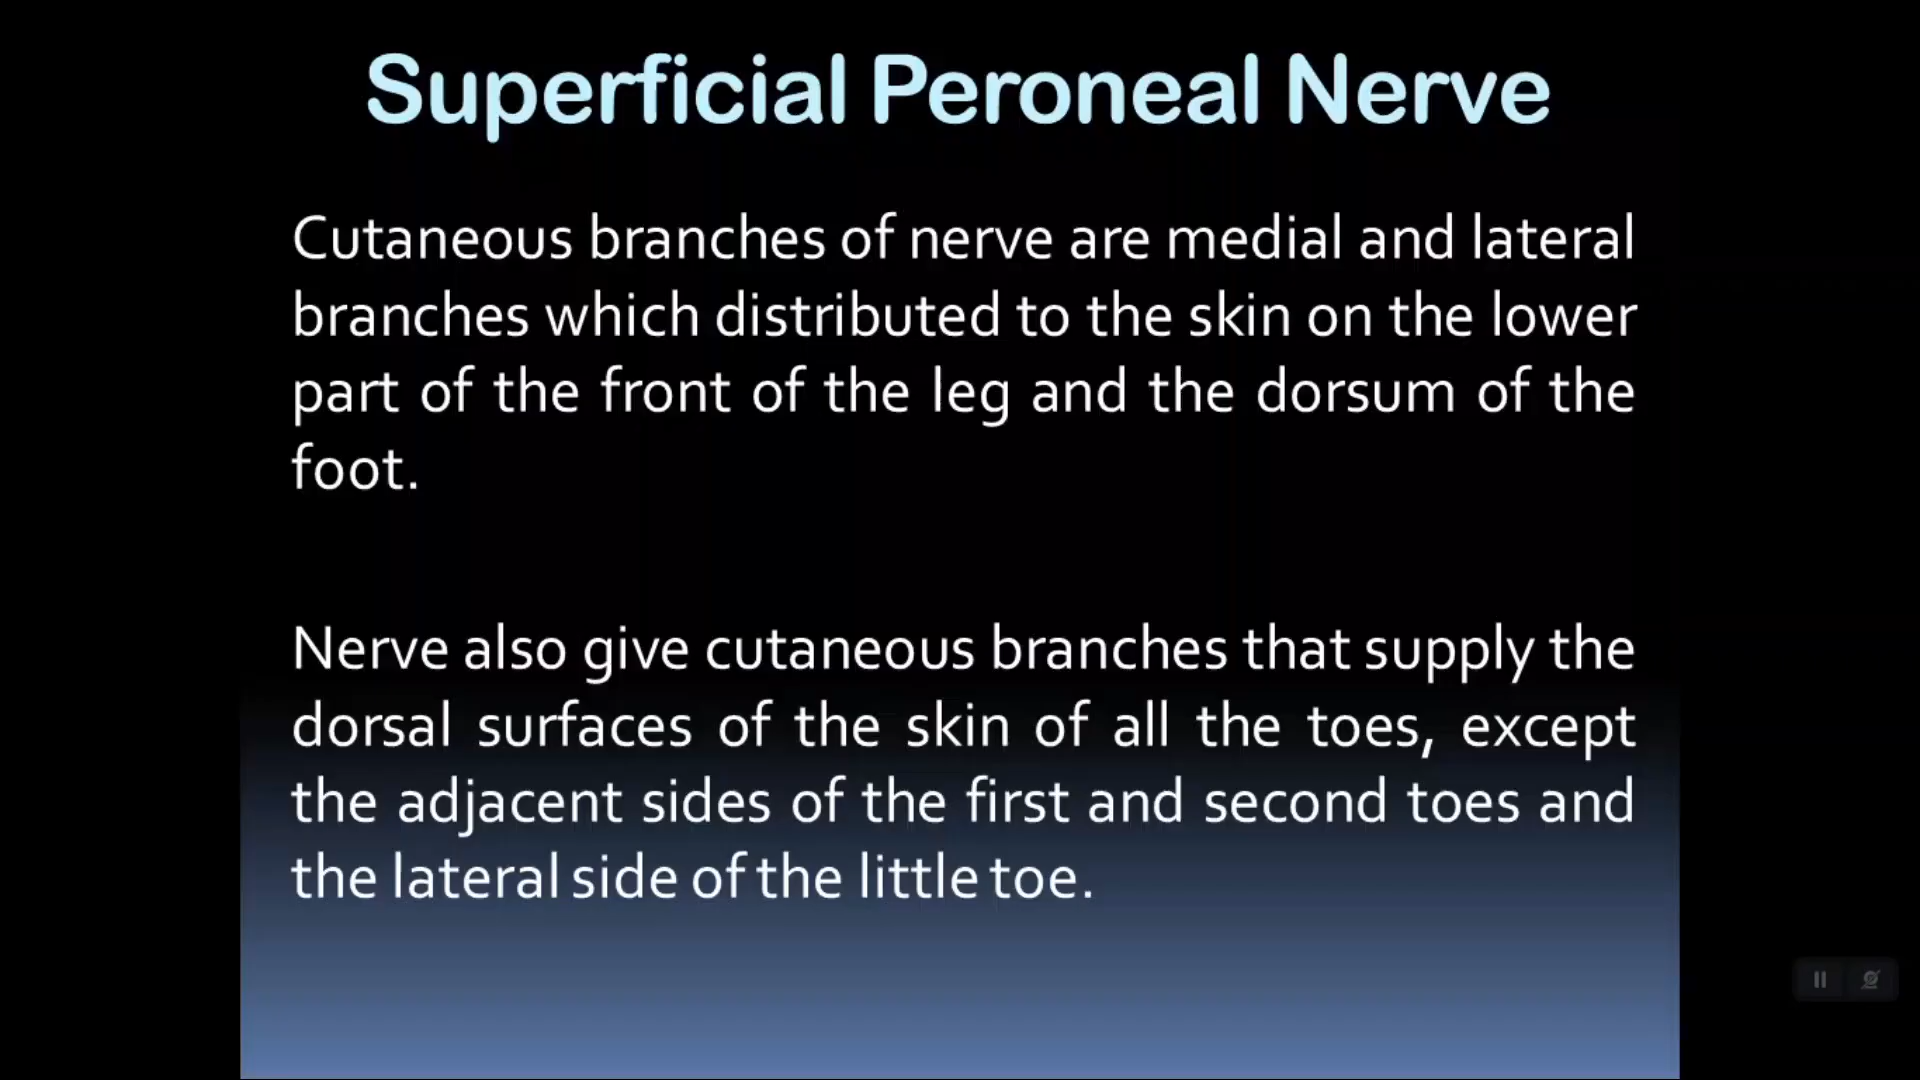 Superficial Peroneal Nerve
Cutaneous branches of nerve are medial and lateral
branches which distributed to the skin on the lower
part of the front of the leg and the dorsum of the
foot.
Nerve also give cutaneous branches that supply the
dorsal surfaces of the skin of all the toes, except
the adjacent sides of the first and second toes and
the lateral side of the little toe.